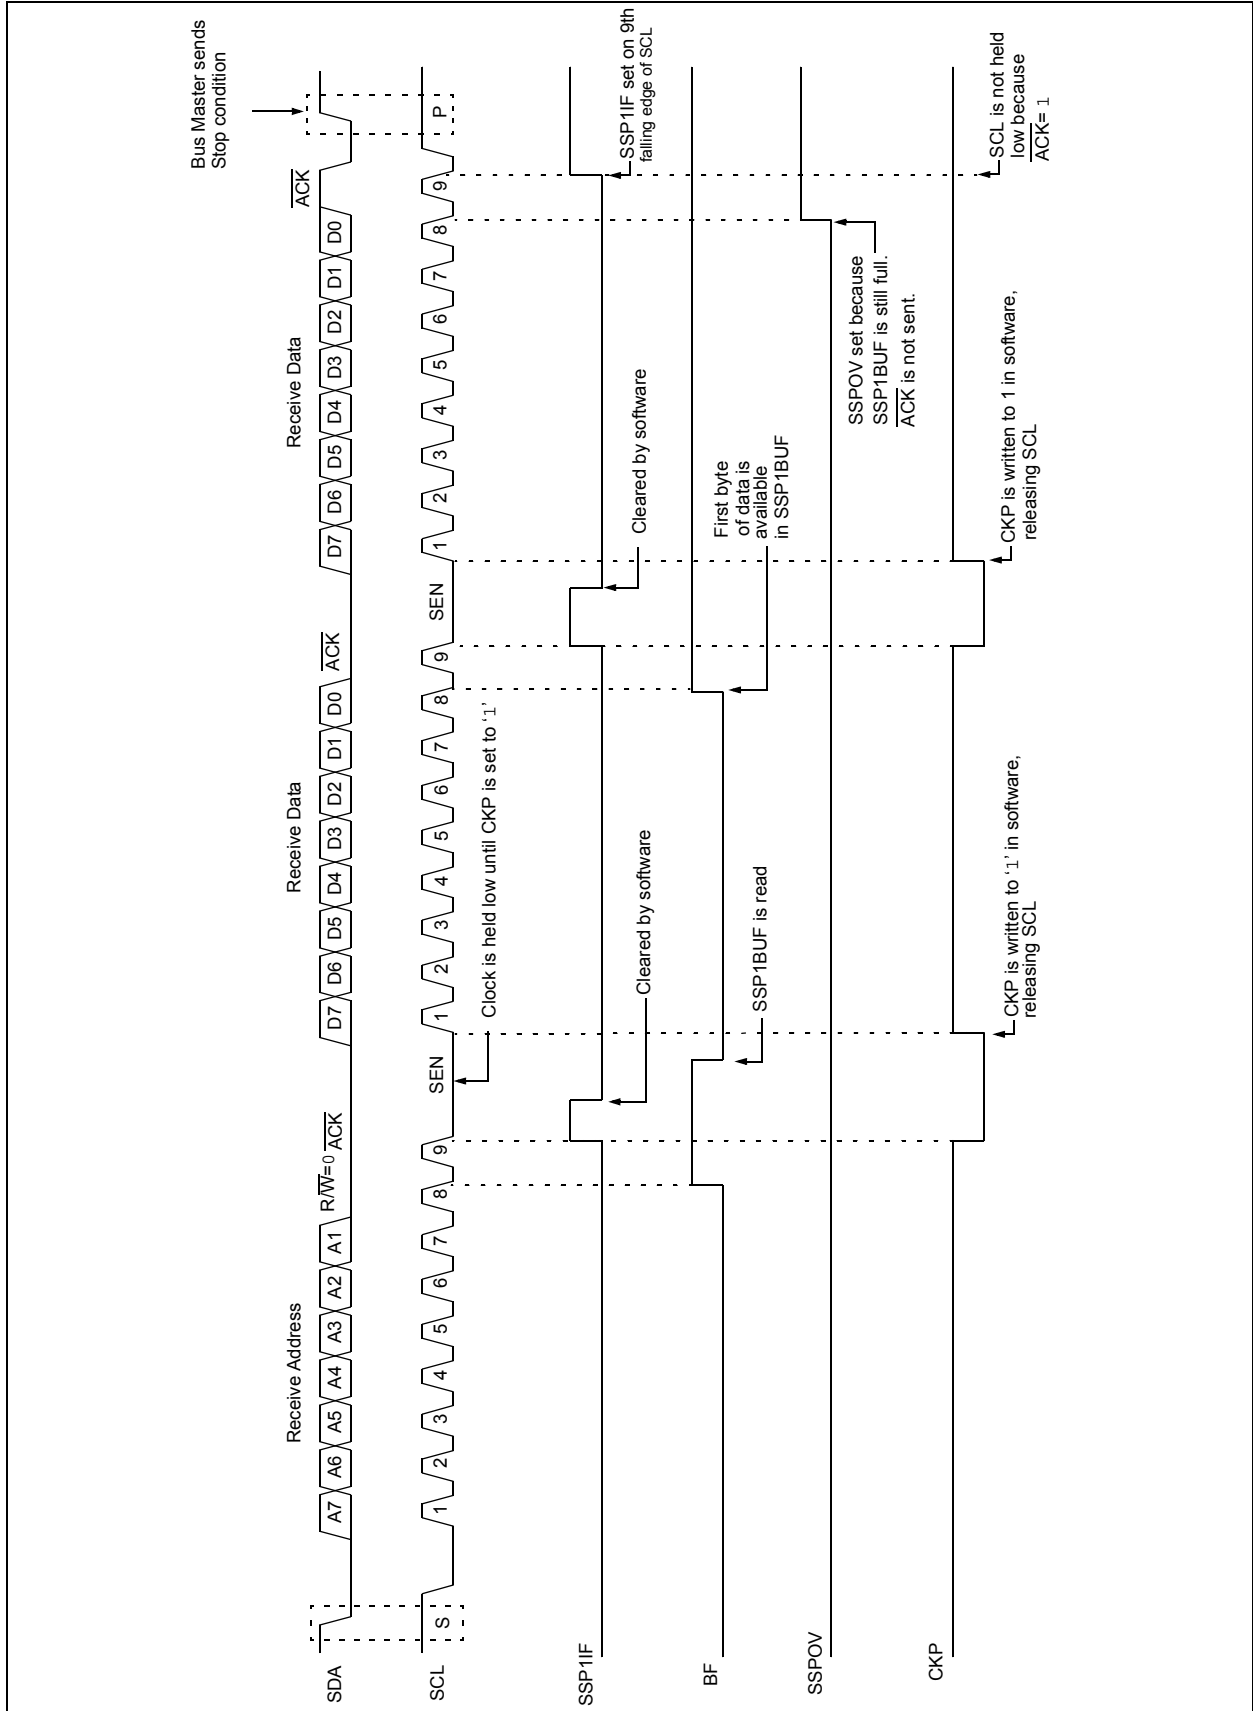 Bus Master sends
Stop condition
Receive Address
Receive Data
Receive Data
SDA
A7 A6 A5 A4 A3 A2 A1 R/W̅=0 A̅C̅K̅ D7 D6 D5 D4 D3 D2 D1 D0 A̅C̅K̅ D7 D6 D5 D4 D3 D2 D1 D0 A̅C̅K̅
SCL
S 1 2 3 4 5 6 7 8 9 SEN 1 2 3 4 5 6 7 8 9 SEN 1 2 3 4 5 6 7 8 9 P
Clock is held low until CKP is set to ‘1’
SSP1IF
Cleared by software
Cleared by software
SSP1IF set on 9th
falling edge of SCL
BF
SSP1BUF is read
First byte
of data is
available
in SSP1BUF
SSPOV
SSPOV set because
SSP1BUF is still full.
A̅C̅K̅ is not sent.
CKP
CKP is written to ‘1’ in software,
releasing SCL
CKP is written to 1 in software,
releasing SCL
SCL is not held
low because
A̅C̅K̅= 1